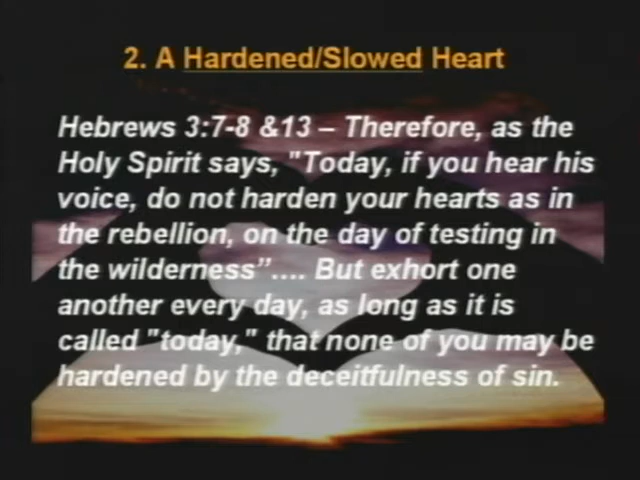 2. A Hardened/Slowed Heart
Hebrews 3:7-8 &13 – Therefore, as the
Holy Spirit says, "Today, if you hear his
voice, do not harden your hearts as in
the rebellion, on the day of testing in
the wilderness”.... But exhort one
another every day, as long as it is
called "today," that none of you may be
hardened by the deceitfulness of sin.